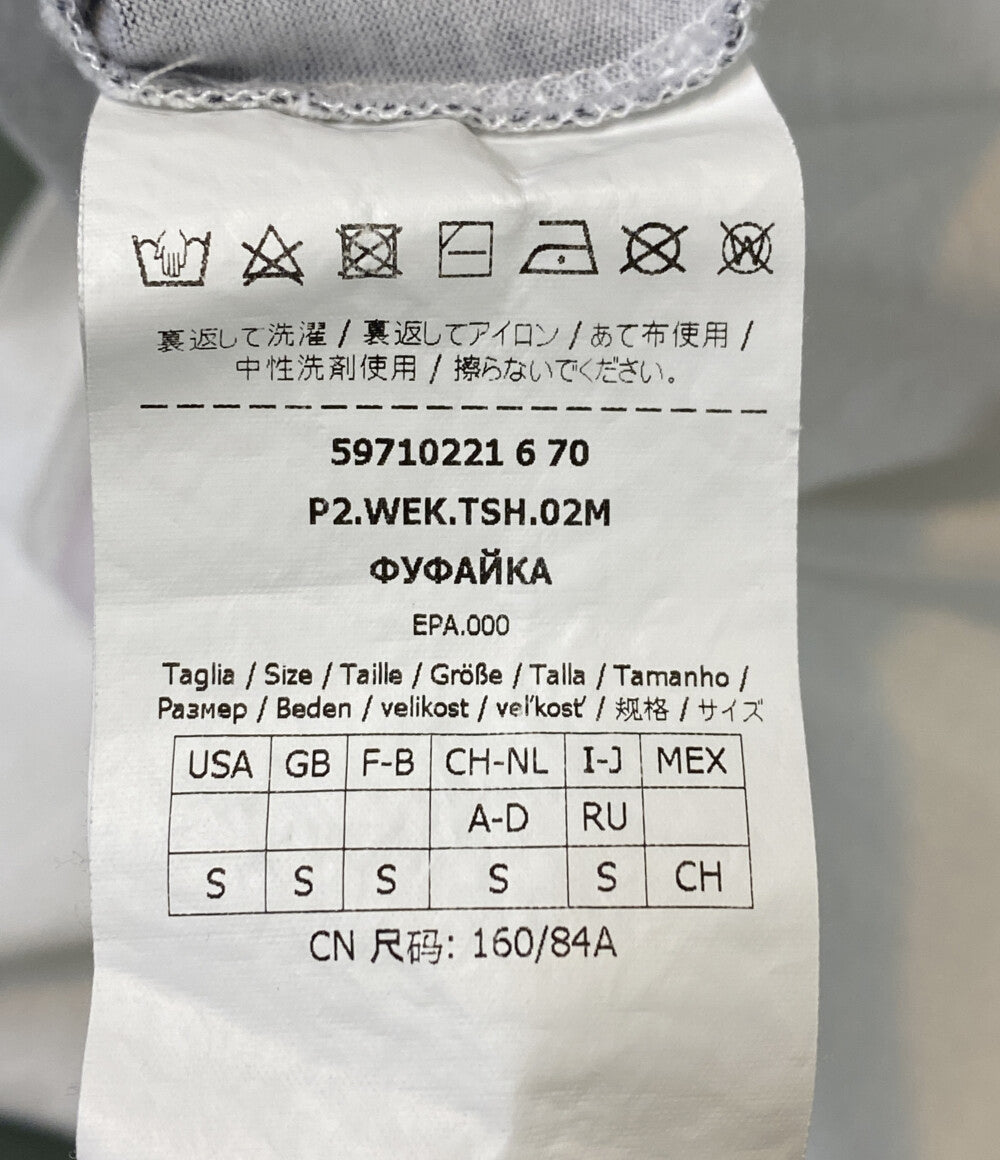 裏返して洗濯 / 裏返してアイロン / あて布使用 /
中性洗剤使用 / 擦らないでください。
59710221 6 70
P2.WEK.TSH.02M
ФУФАЙКА
EPA.000
Taglia / Size / Taille / Größe / Talla / Tamanho /
Размер / Beden / velikost / veľkosť / 规格 / サイズ
USA GB F-B CH-NL I-J MEX
A-D RU
S S S S S CH
CN 尺码: 160/84A